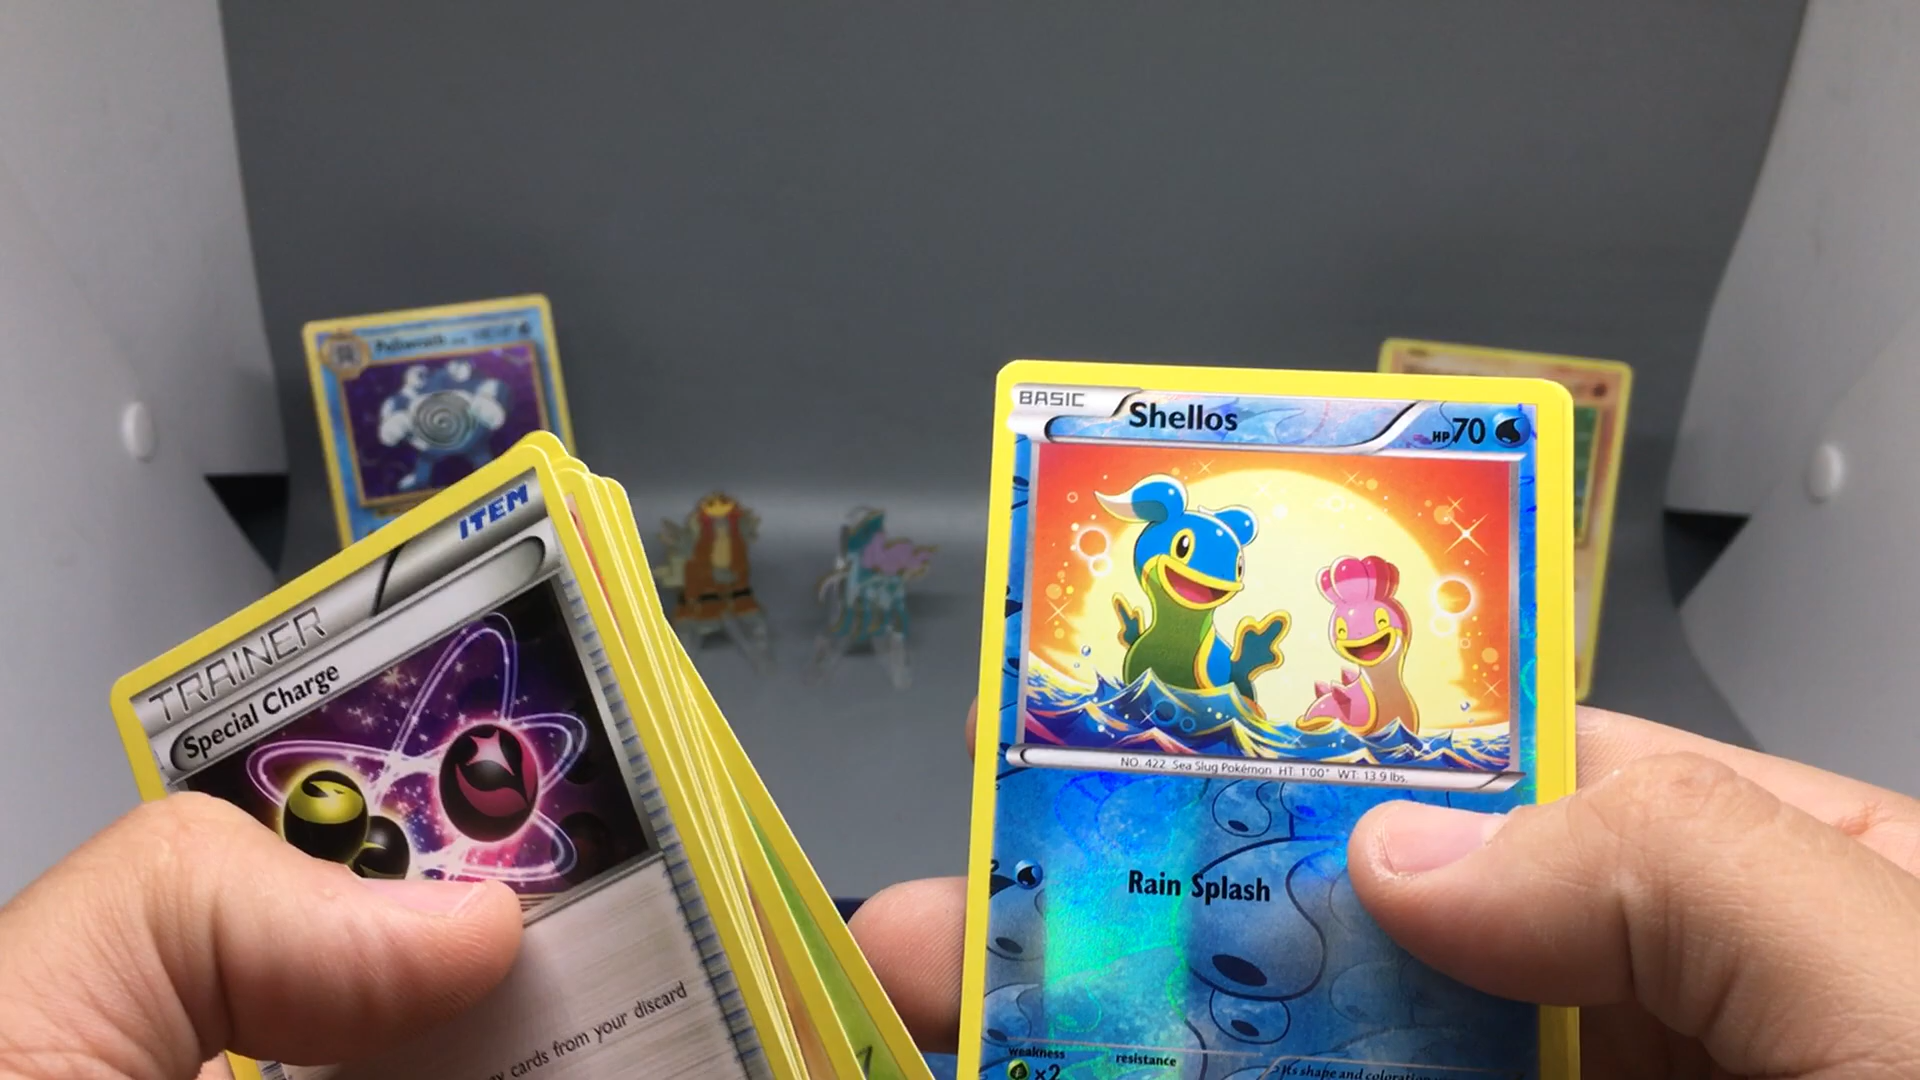 Poliwrath
ITEM
TRAINER
Special Charge
cards from your discard
BASIC
Shellos
HP70
NO. 422 Sea Slug Pokémon HT: 1'00" WT: 13.9 lbs.
Rain Splash
weakness
resistance
×2
Its shape and coloration